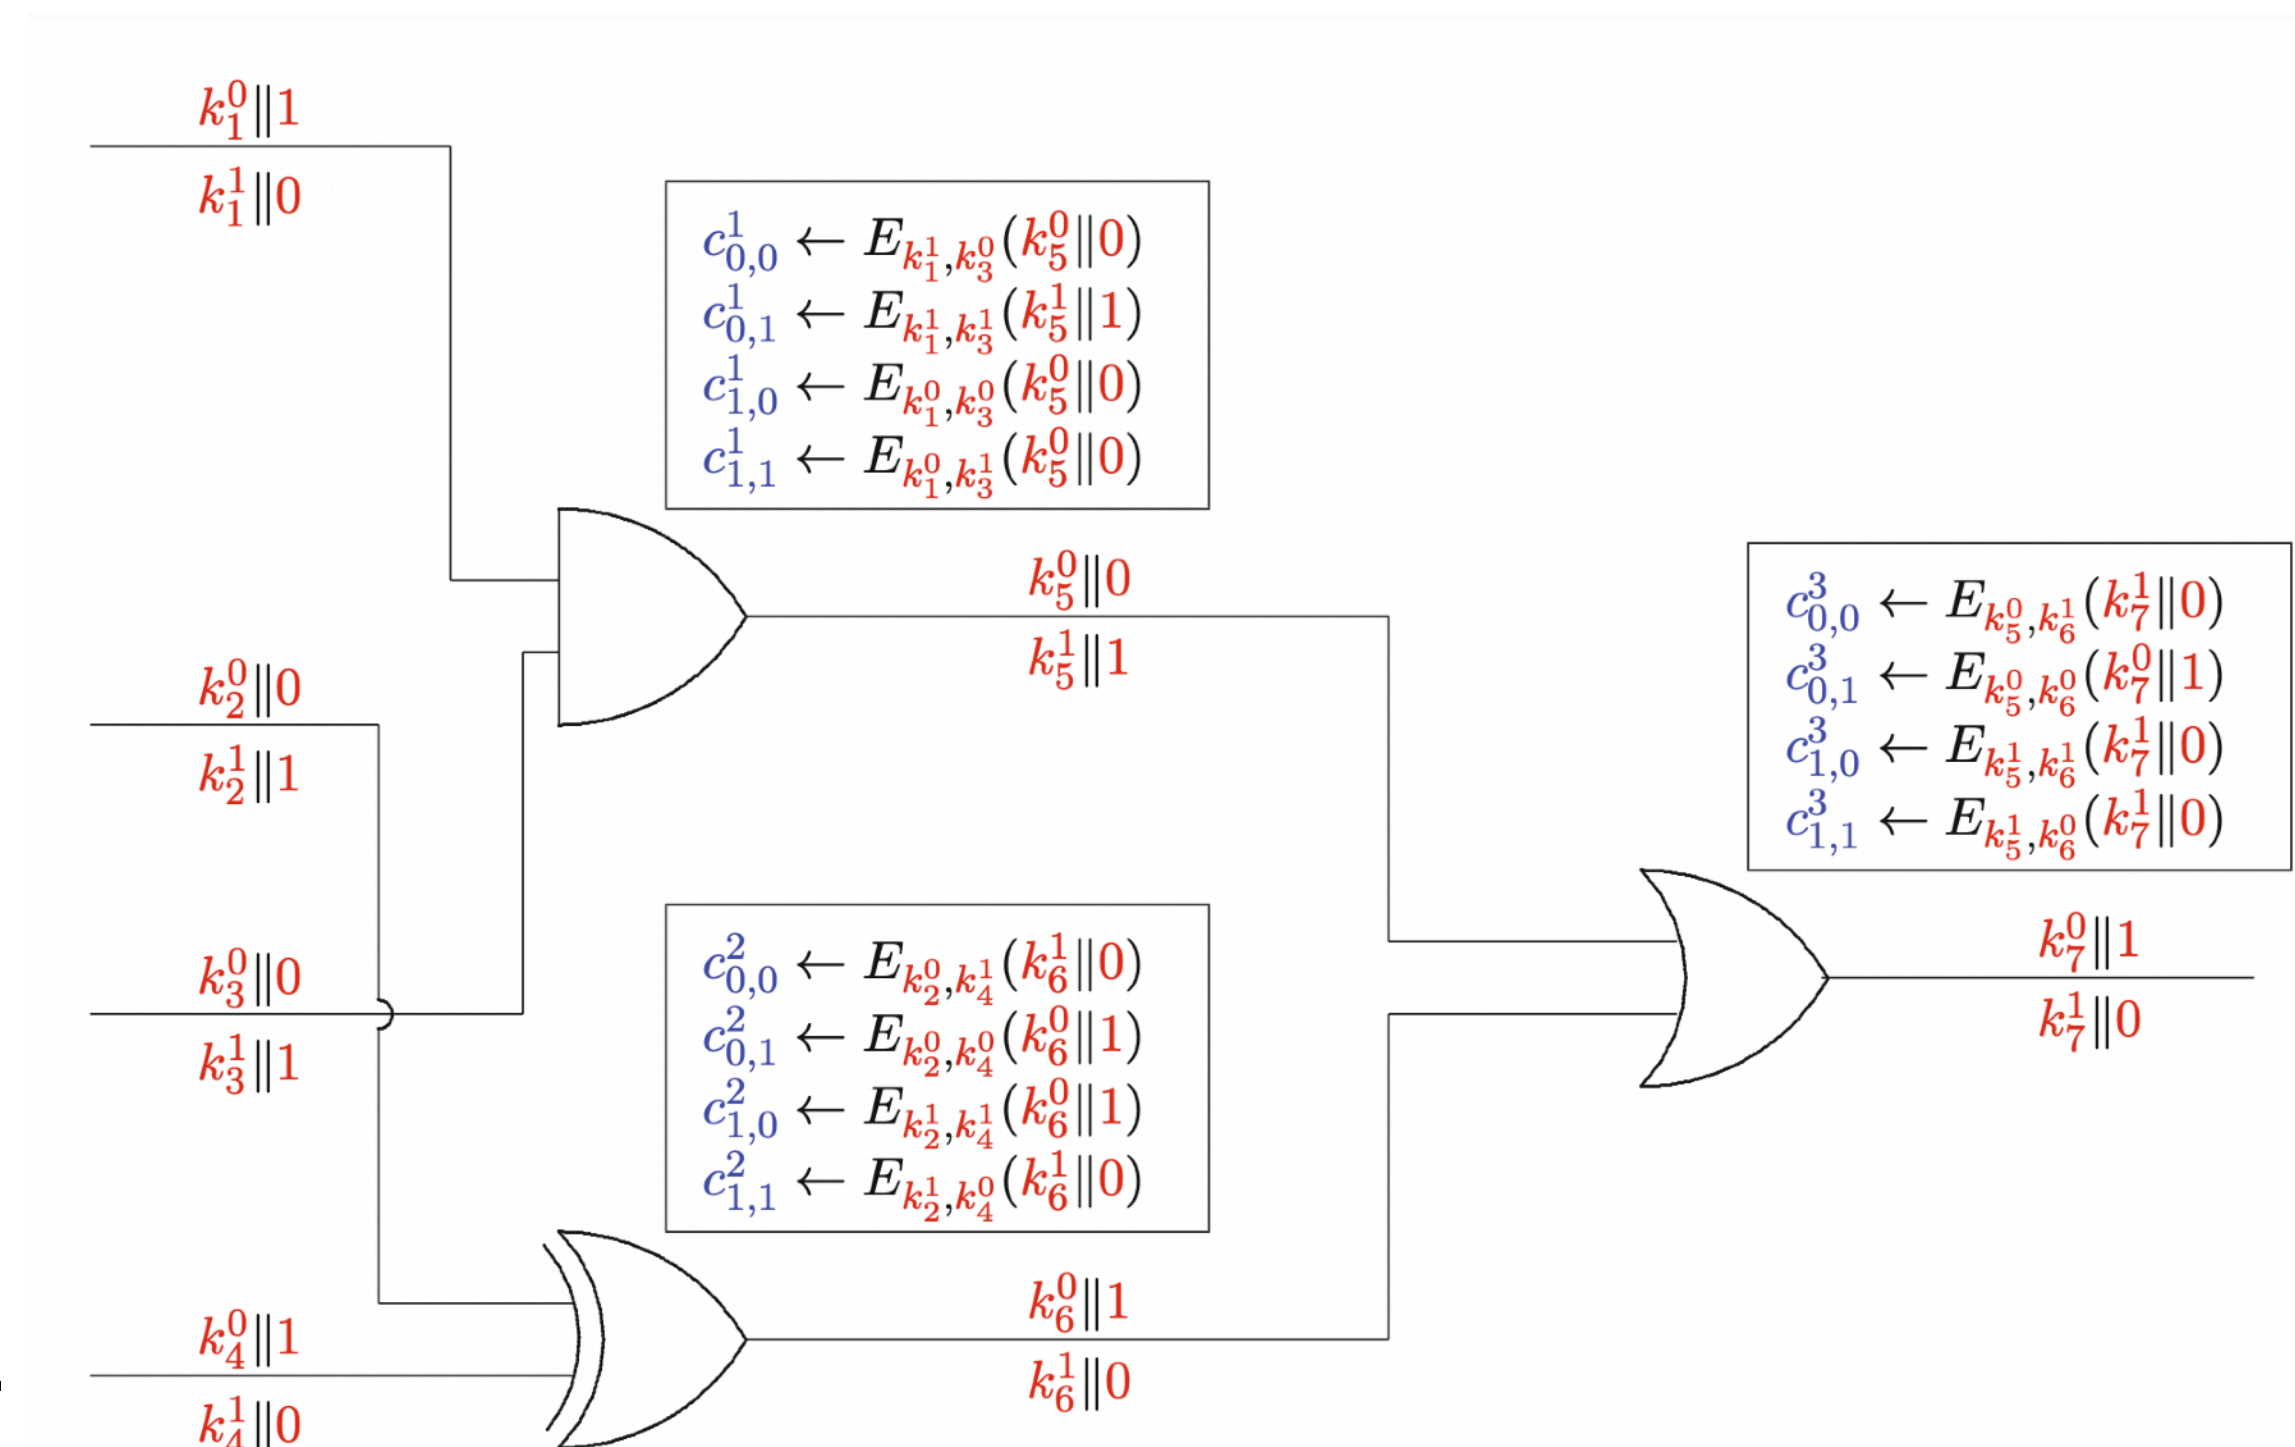 k_1^0‖1
k_1^1‖0
c_{0,0}^1 ← E_{k_1^1,k_3^0}(k_5^0‖0)
c_{0,1}^1 ← E_{k_1^1,k_3^1}(k_5^1‖1)
c_{1,0}^1 ← E_{k_1^0,k_3^0}(k_5^0‖0)
c_{1,1}^1 ← E_{k_1^0,k_3^1}(k_5^0‖0)
k_5^0‖0
k_5^1‖1
k_2^0‖0
k_2^1‖1
c_{0,0}^3 ← E_{k_5^0,k_6^1}(k_7^1‖0)
c_{0,1}^3 ← E_{k_5^0,k_6^0}(k_7^0‖1)
c_{1,0}^3 ← E_{k_5^1,k_6^1}(k_7^1‖0)
c_{1,1}^3 ← E_{k_5^1,k_6^0}(k_7^1‖0)
k_3^0‖0
k_3^1‖1
c_{0,0}^2 ← E_{k_2^0,k_4^1}(k_6^1‖0)
c_{0,1}^2 ← E_{k_2^0,k_4^0}(k_6^0‖1)
c_{1,0}^2 ← E_{k_2^1,k_4^1}(k_6^0‖1)
c_{1,1}^2 ← E_{k_2^1,k_4^0}(k_6^1‖0)
k_7^0‖1
k_7^1‖0
k_6^0‖1
k_6^1‖0
k_4^0‖1
k_4^1‖0